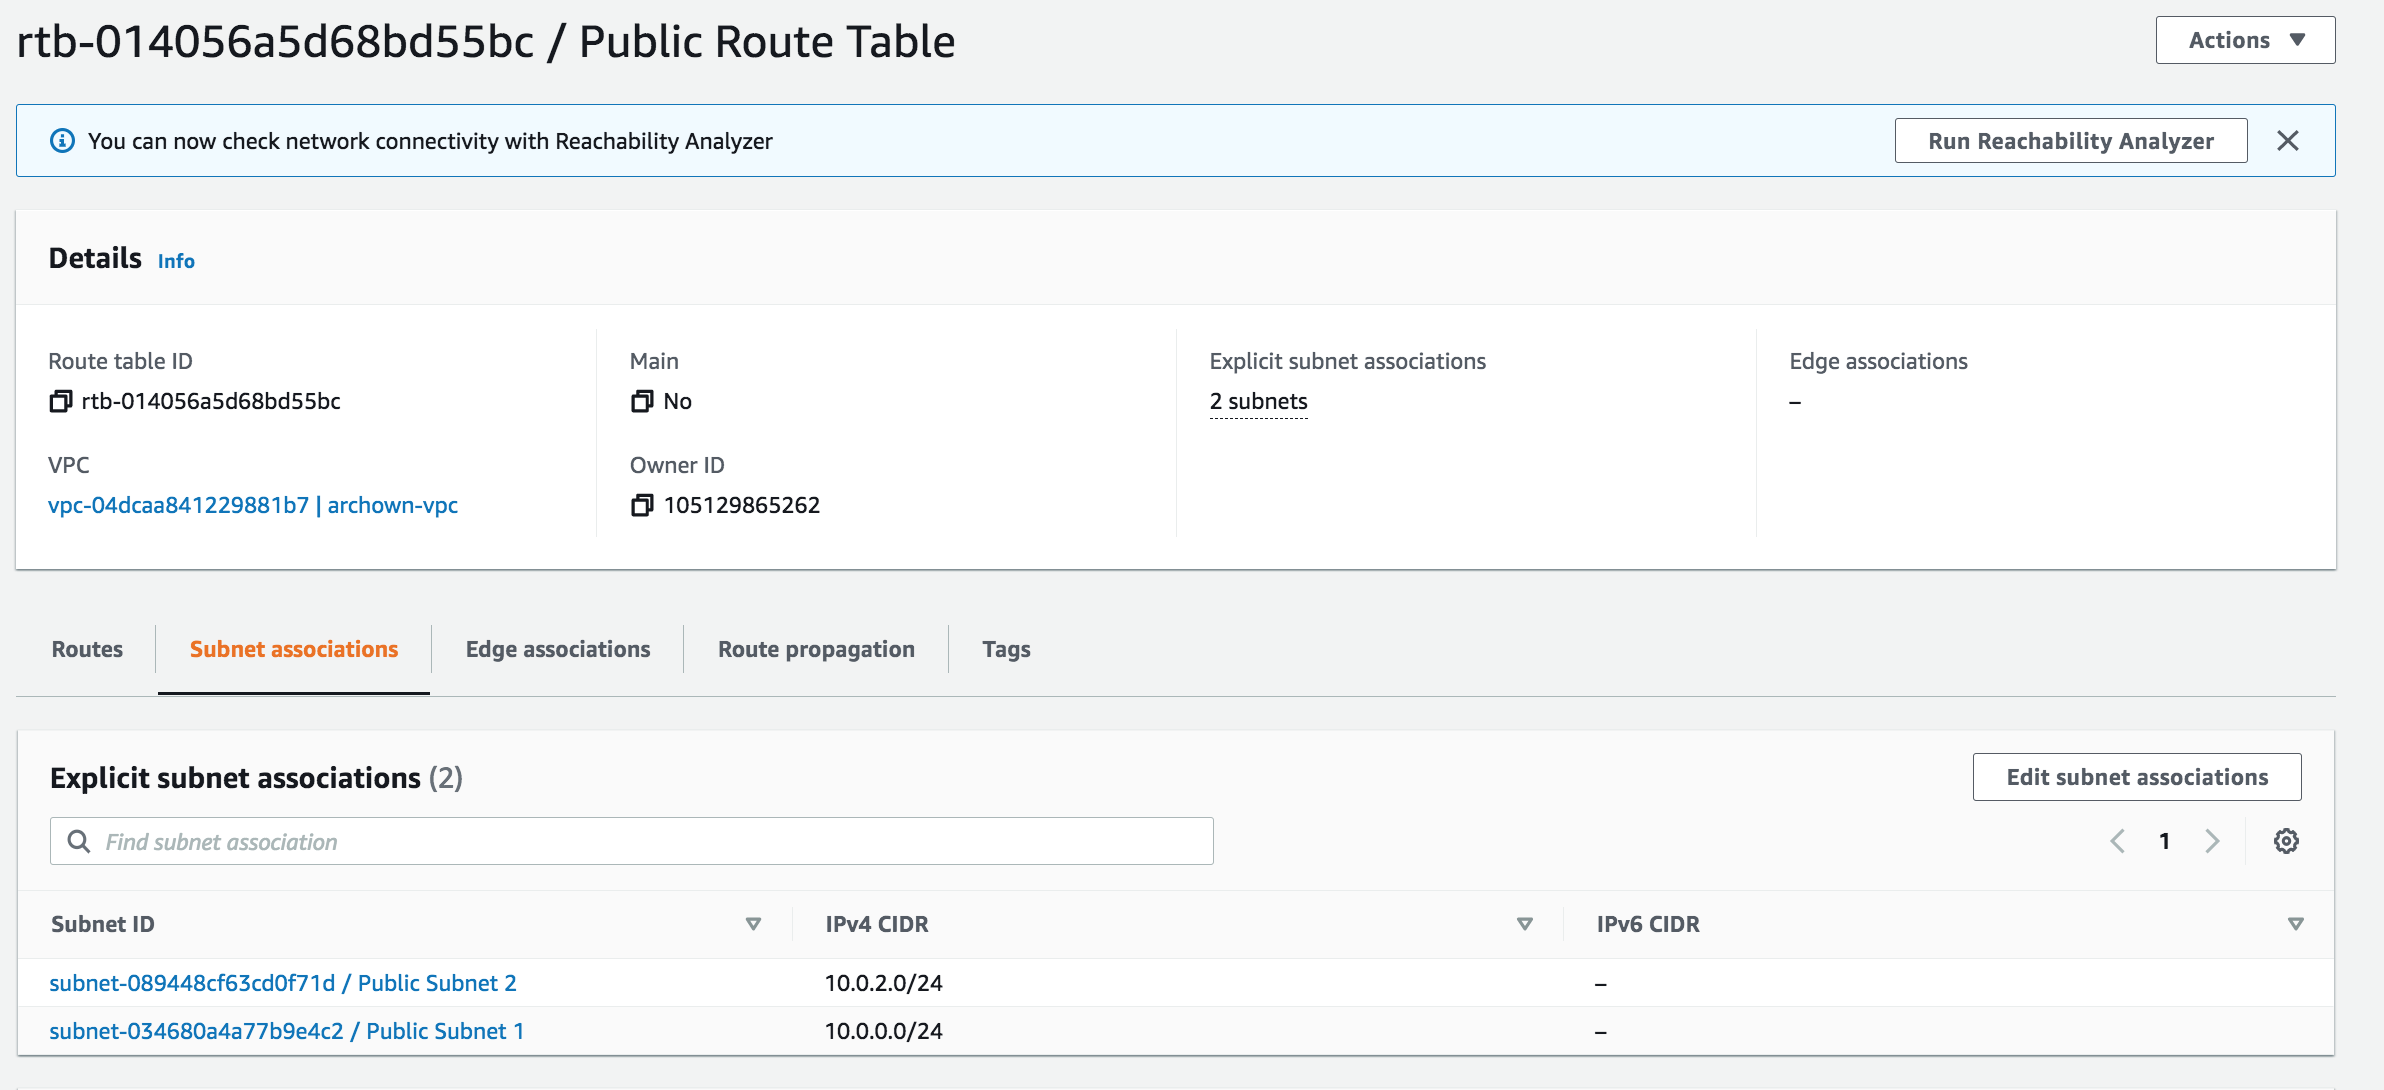 rtb-014056a5d68bd55bc / Public Route Table
Actions
You can now check network connectivity with Reachability Analyzer
Run Reachability Analyzer
Details Info
Route table ID
rtb-014056a5d68bd55bc
Main
No
Explicit subnet associations
2 subnets
Edge associations
–
VPC
vpc-04dcaa841229881b7 | archown-vpc
Owner ID
105129865262
Routes
Subnet associations
Edge associations
Route propagation
Tags
Explicit subnet associations (2)
Edit subnet associations
Find subnet association
1
Subnet ID
IPv4 CIDR
IPv6 CIDR
subnet-089448cf63cd0f71d / Public Subnet 2
10.0.2.0/24
–
subnet-034680a4a77b9e4c2 / Public Subnet 1
10.0.0.0/24
–